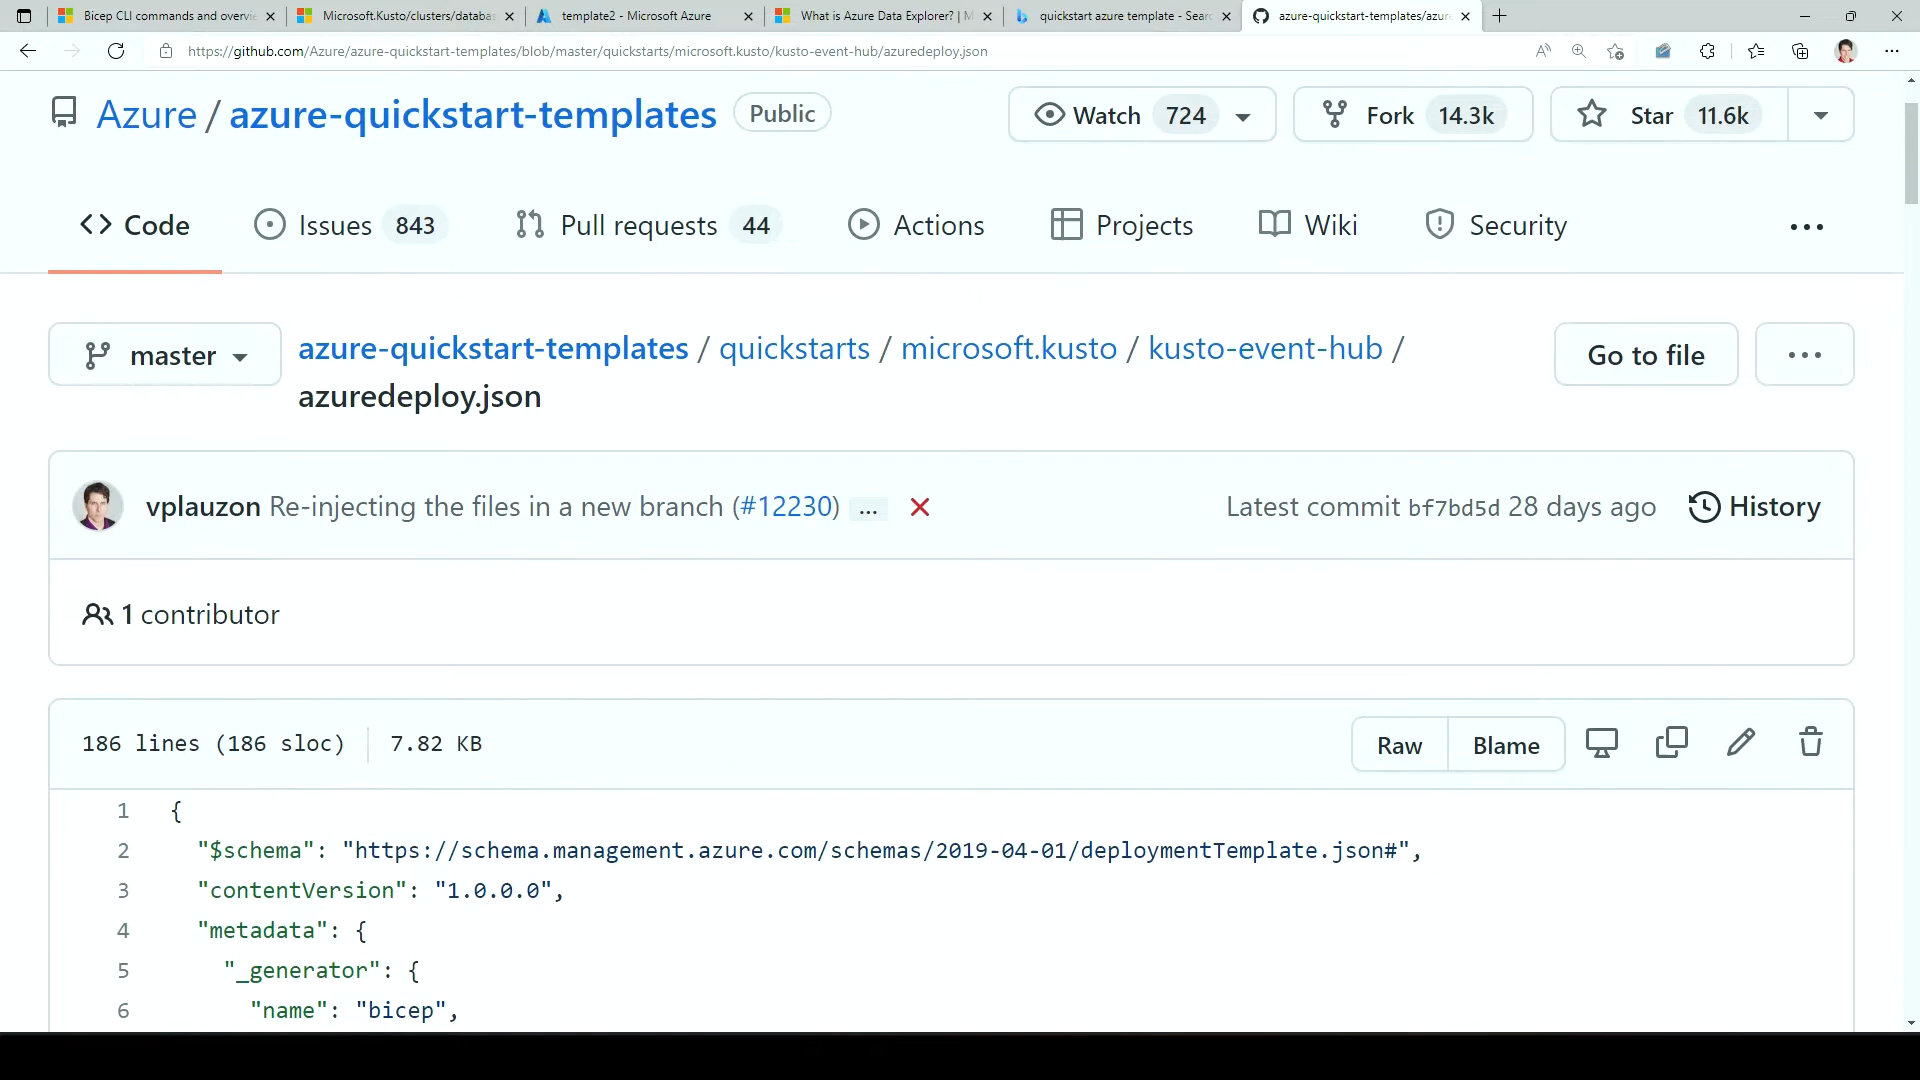 Bicep CLI commands and overvie
Microsoft.Kusto/clusters/databa
template2 - Microsoft Azure
What is Azure Data Explorer? | M
quickstart azure template - Sear
azure-quickstart-templates/azur
https://github.com/Azure/azure-quickstart-templates/blob/master/quickstarts/microsoft.kusto/kusto-event-hub/azuredeploy.json
Azure / azure-quickstart-templates Public
Watch 724
Fork 14.3k
Star 11.6k
Code
Issues 843
Pull requests 44
Actions
Projects
Wiki
Security
master
azure-quickstart-templates / quickstarts / microsoft.kusto / kusto-event-hub /
azuredeploy.json
Go to file
vplauzon Re-injecting the files in a new branch (#12230) ...
Latest commit bf7bd5d 28 days ago
History
1 contributor
186 lines (186 sloc) 7.82 KB
Raw
Blame
1 {
2 "$schema": "https://schema.management.azure.com/schemas/2019-04-01/deploymentTemplate.json#",
3 "contentVersion": "1.0.0.0",
4 "metadata": {
5 "_generator": {
6 "name": "bicep",